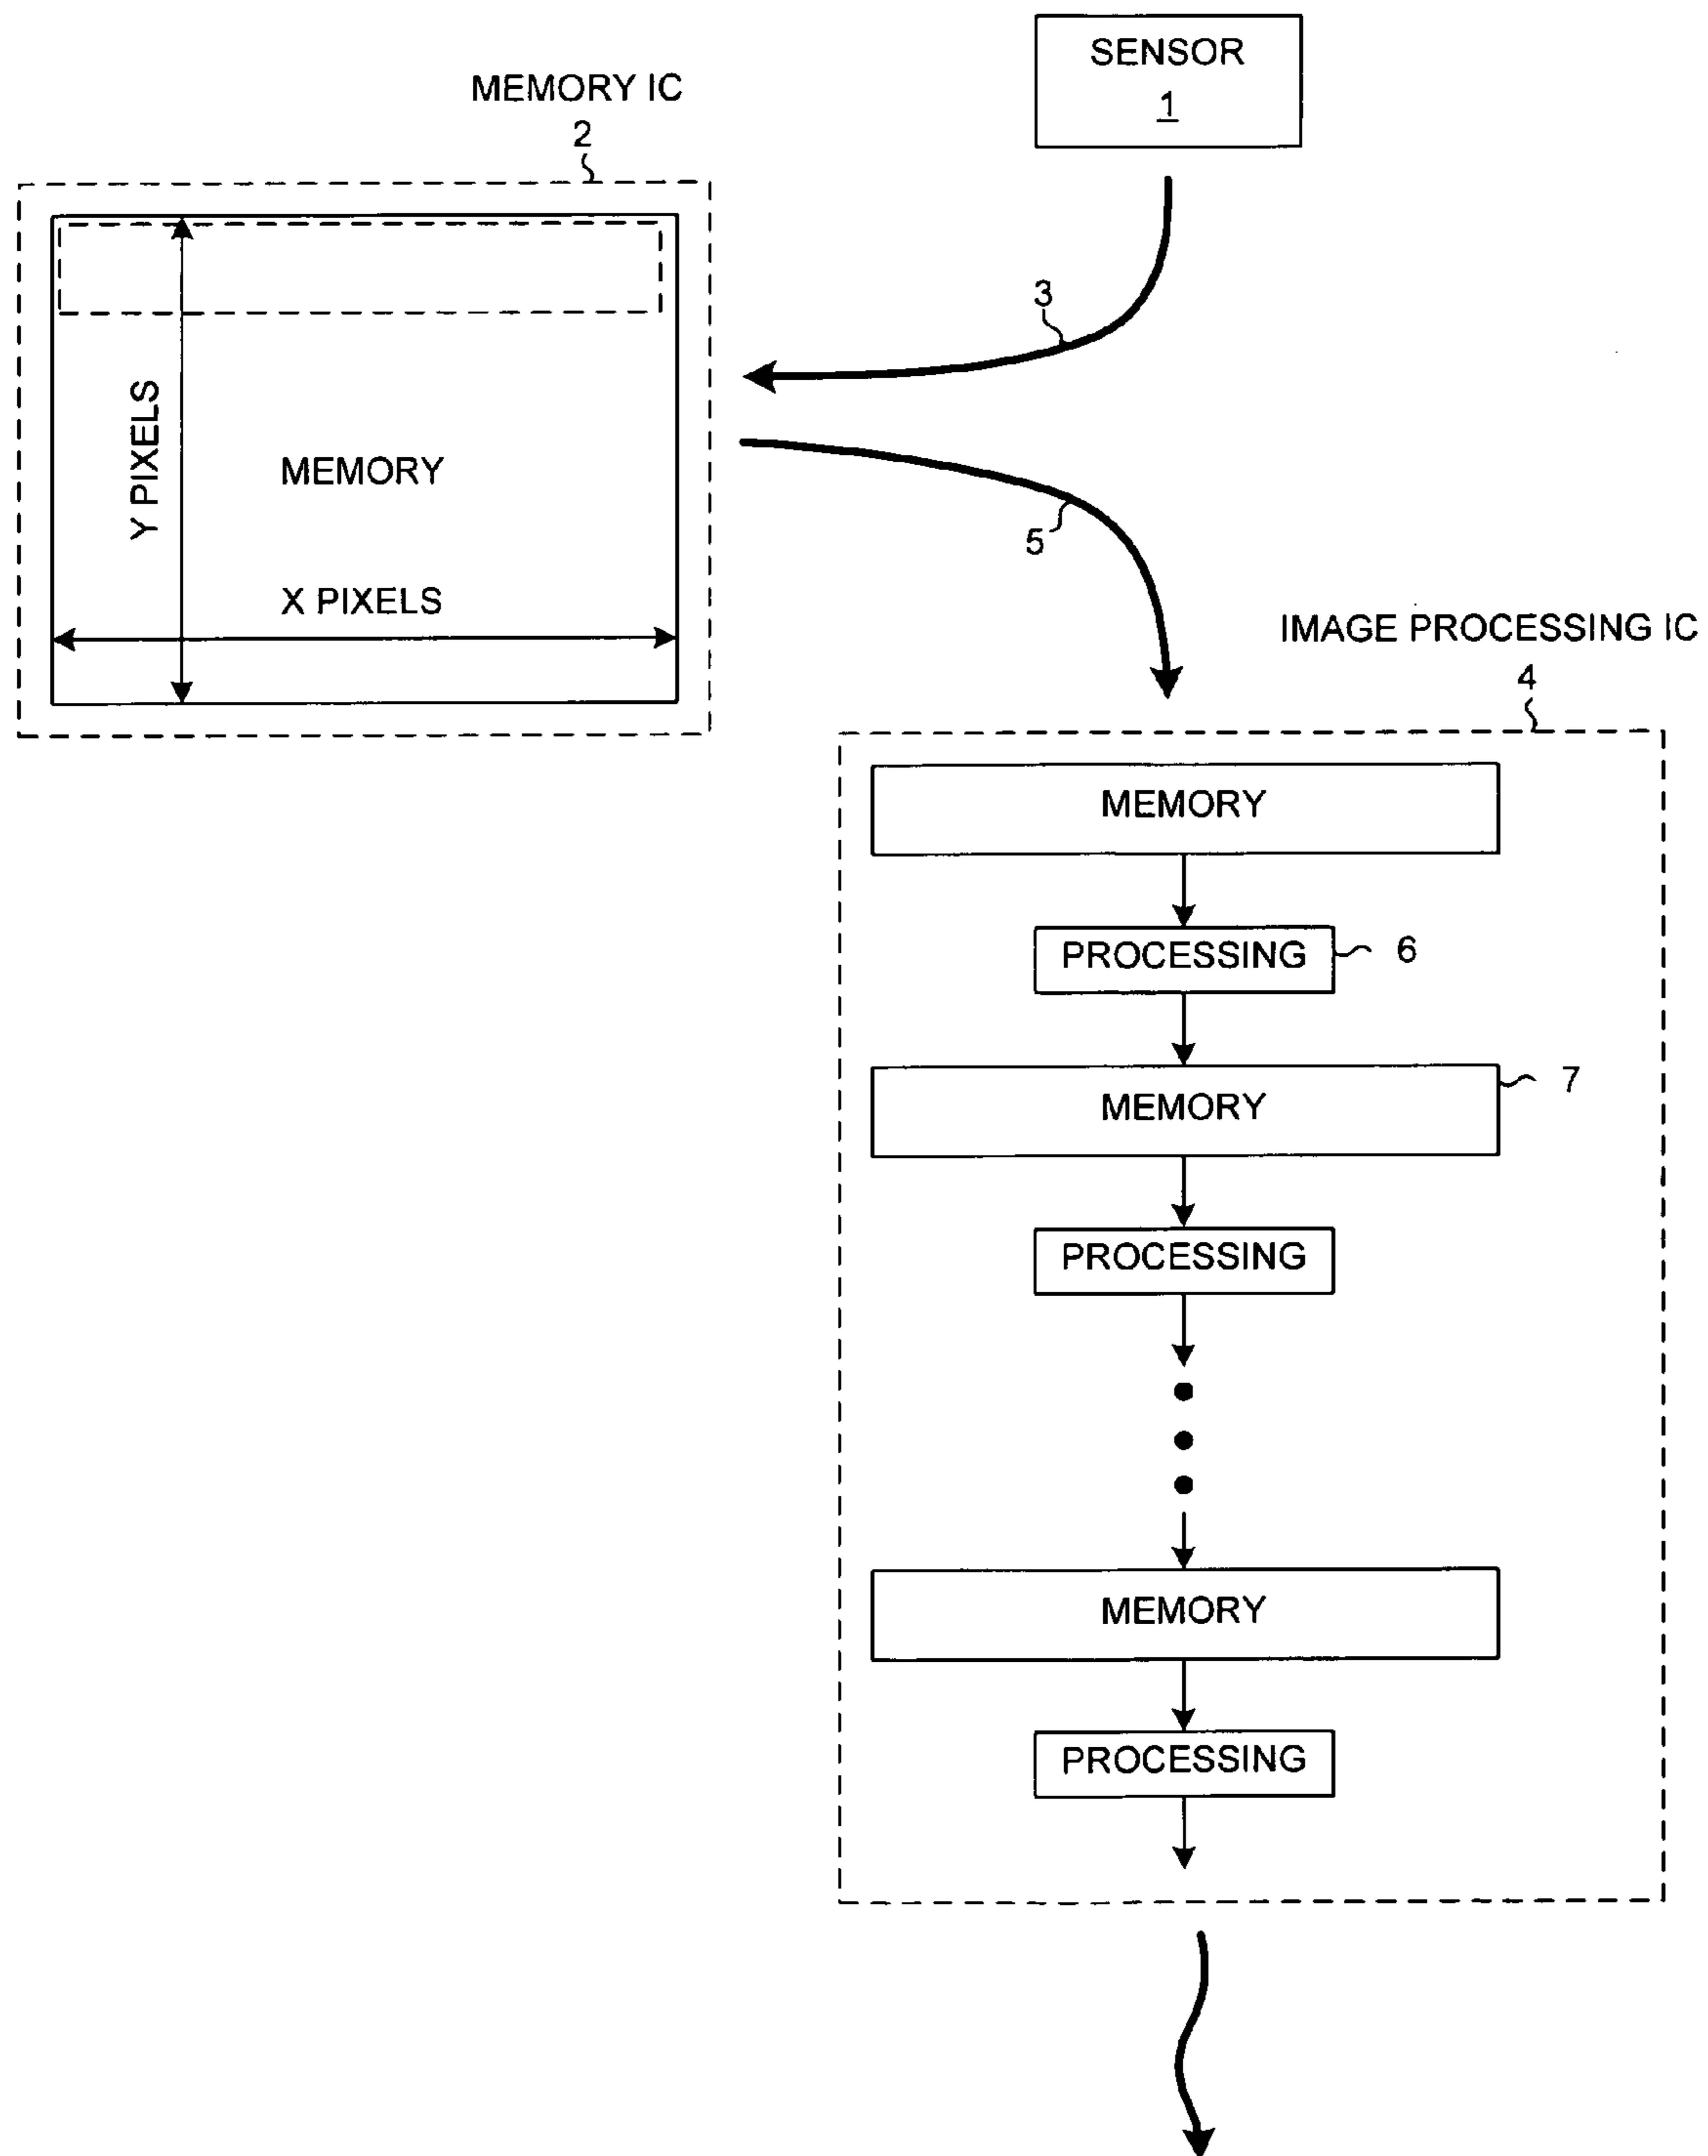 SENSOR
1
MEMORY IC
2
3
Y PIXELS
MEMORY
5
X PIXELS
IMAGE PROCESSING IC
4
MEMORY
PROCESSING
6
MEMORY
7
PROCESSING
MEMORY
PROCESSING